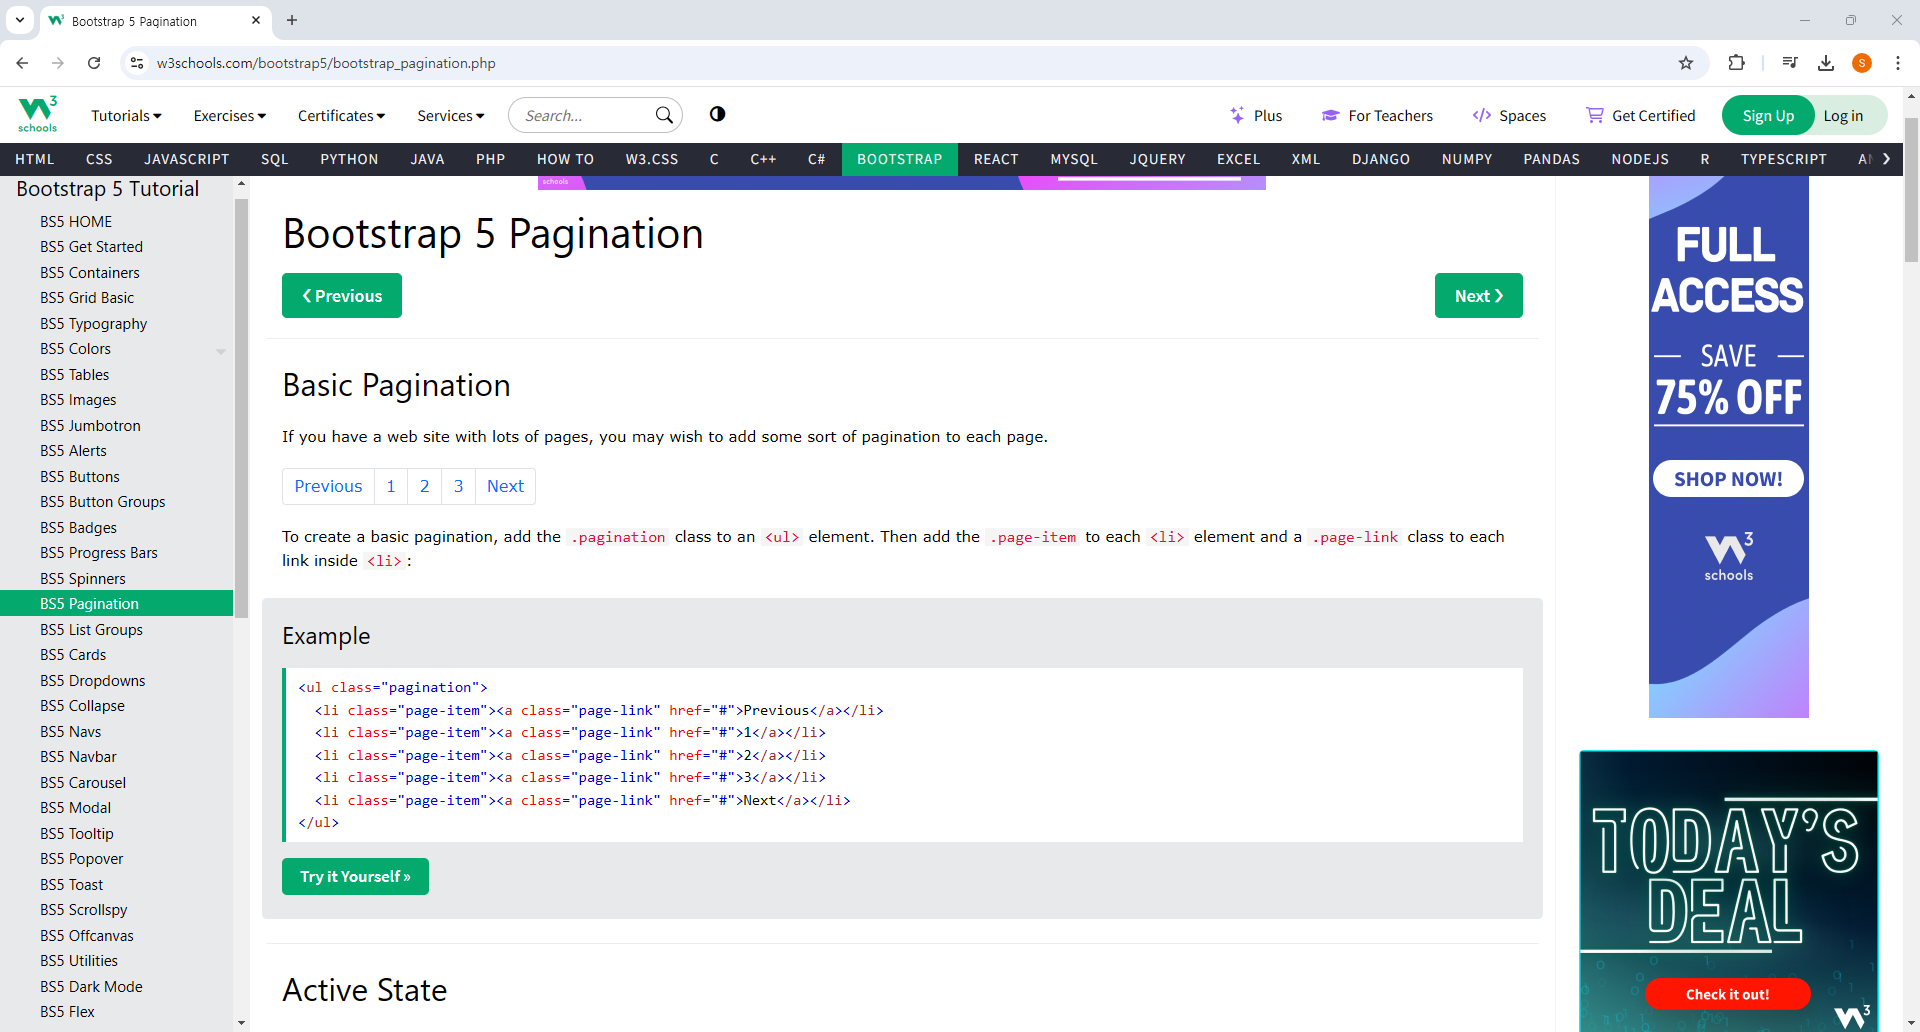 Bootstrap 5 Pagination
w3schools.com/bootstrap5/bootstrap_pagination.php
S
3
schools
Tutorials
Exercises
Certificates
Services
Search...
Plus
For Teachers
Spaces
Get Certified
Sign Up
Log in
HTML CSS JAVASCRIPT SQL PYTHON JAVA PHP HOW TO W3.CSS C C++ C# BOOTSTRAP REACT MYSQL JQUERY EXCEL XML DJANGO NUMPY PANDAS NODEJS R TYPESCRIPT
Bootstrap 5 Tutorial
BS5 HOME
BS5 Get Started
BS5 Containers
BS5 Grid Basic
BS5 Typography
BS5 Colors
BS5 Tables
BS5 Images
BS5 Jumbotron
BS5 Alerts
BS5 Buttons
BS5 Button Groups
BS5 Badges
BS5 Progress Bars
BS5 Spinners
BS5 Pagination
BS5 List Groups
BS5 Cards
BS5 Dropdowns
BS5 Collapse
BS5 Navs
BS5 Navbar
BS5 Carousel
BS5 Modal
BS5 Tooltip
BS5 Popover
BS5 Toast
BS5 Scrollspy
BS5 Offcanvas
BS5 Utilities
BS5 Dark Mode
BS5 Flex
schools
Bootstrap 5 Pagination
❮ Previous
Next ❯
Basic Pagination
If you have a web site with lots of pages, you may wish to add some sort of pagination to each page.
Previous 1 2 3 Next
To create a basic pagination, add the .pagination class to an <ul> element. Then add the .page-item to each <li> element and a .page-link class to each
link inside <li> :
Example
<ul class="pagination">
  <li class="page-item"><a class="page-link" href="#">Previous</a></li>
  <li class="page-item"><a class="page-link" href="#">1</a></li>
  <li class="page-item"><a class="page-link" href="#">2</a></li>
  <li class="page-item"><a class="page-link" href="#">3</a></li>
  <li class="page-item"><a class="page-link" href="#">Next</a></li>
</ul>
Try it Yourself »
Active State
FULL
ACCESS
SAVE
75% OFF
SHOP NOW!
3
schools
TODAY'S
DEAL
Check it out!
3